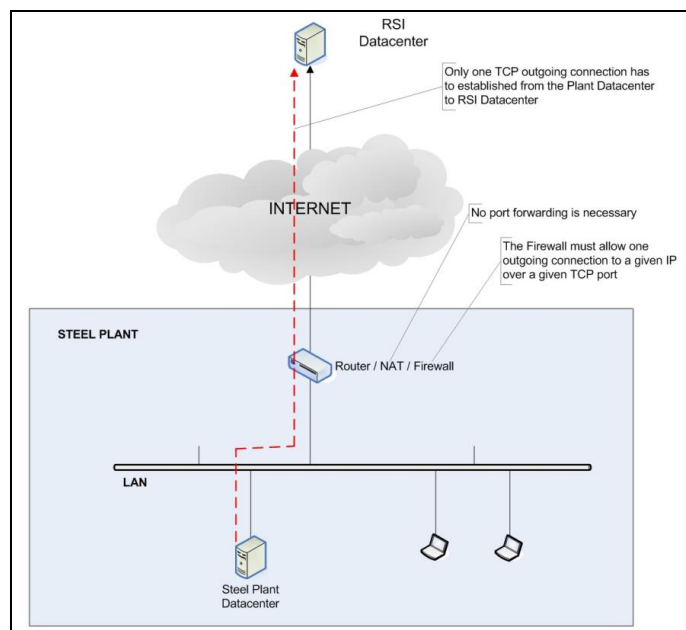 RSI
Datacenter
Only one TCP outgoing connection has
to established from the Plant Datacenter
to RSI Datacenter
INTERNET
No port forwarding is necessary
The Firewall must allow one
outgoing connection to a given IP
over a given TCP port
STEEL PLANT
Router / NAT / Firewall
LAN
Steel Plant
Datacenter